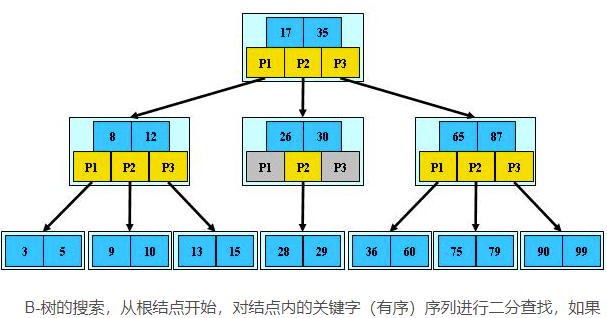 17 35
P1 P2 P3
8 12 26 30 65 87
P1 P2 P3 P1 P2 P3 P1 P2 P3
3 5 9 10 13 15 28 29 36 60 75 79 90 99
B-树的搜索，从根结点开始，对结点内的关键字（有序）序列进行二分查找，如果